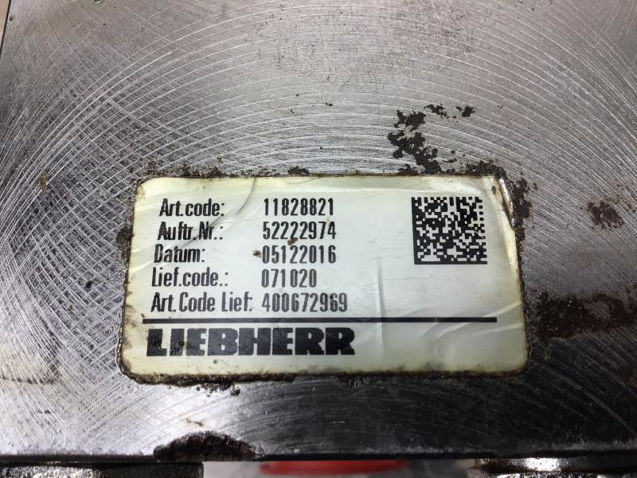 Art.code: 11828821
Auftr.Nr.: 52222974
Datum: 05122016
Lief.code.: 071020
Art.Code Lief: 400672969
LIEBHERR